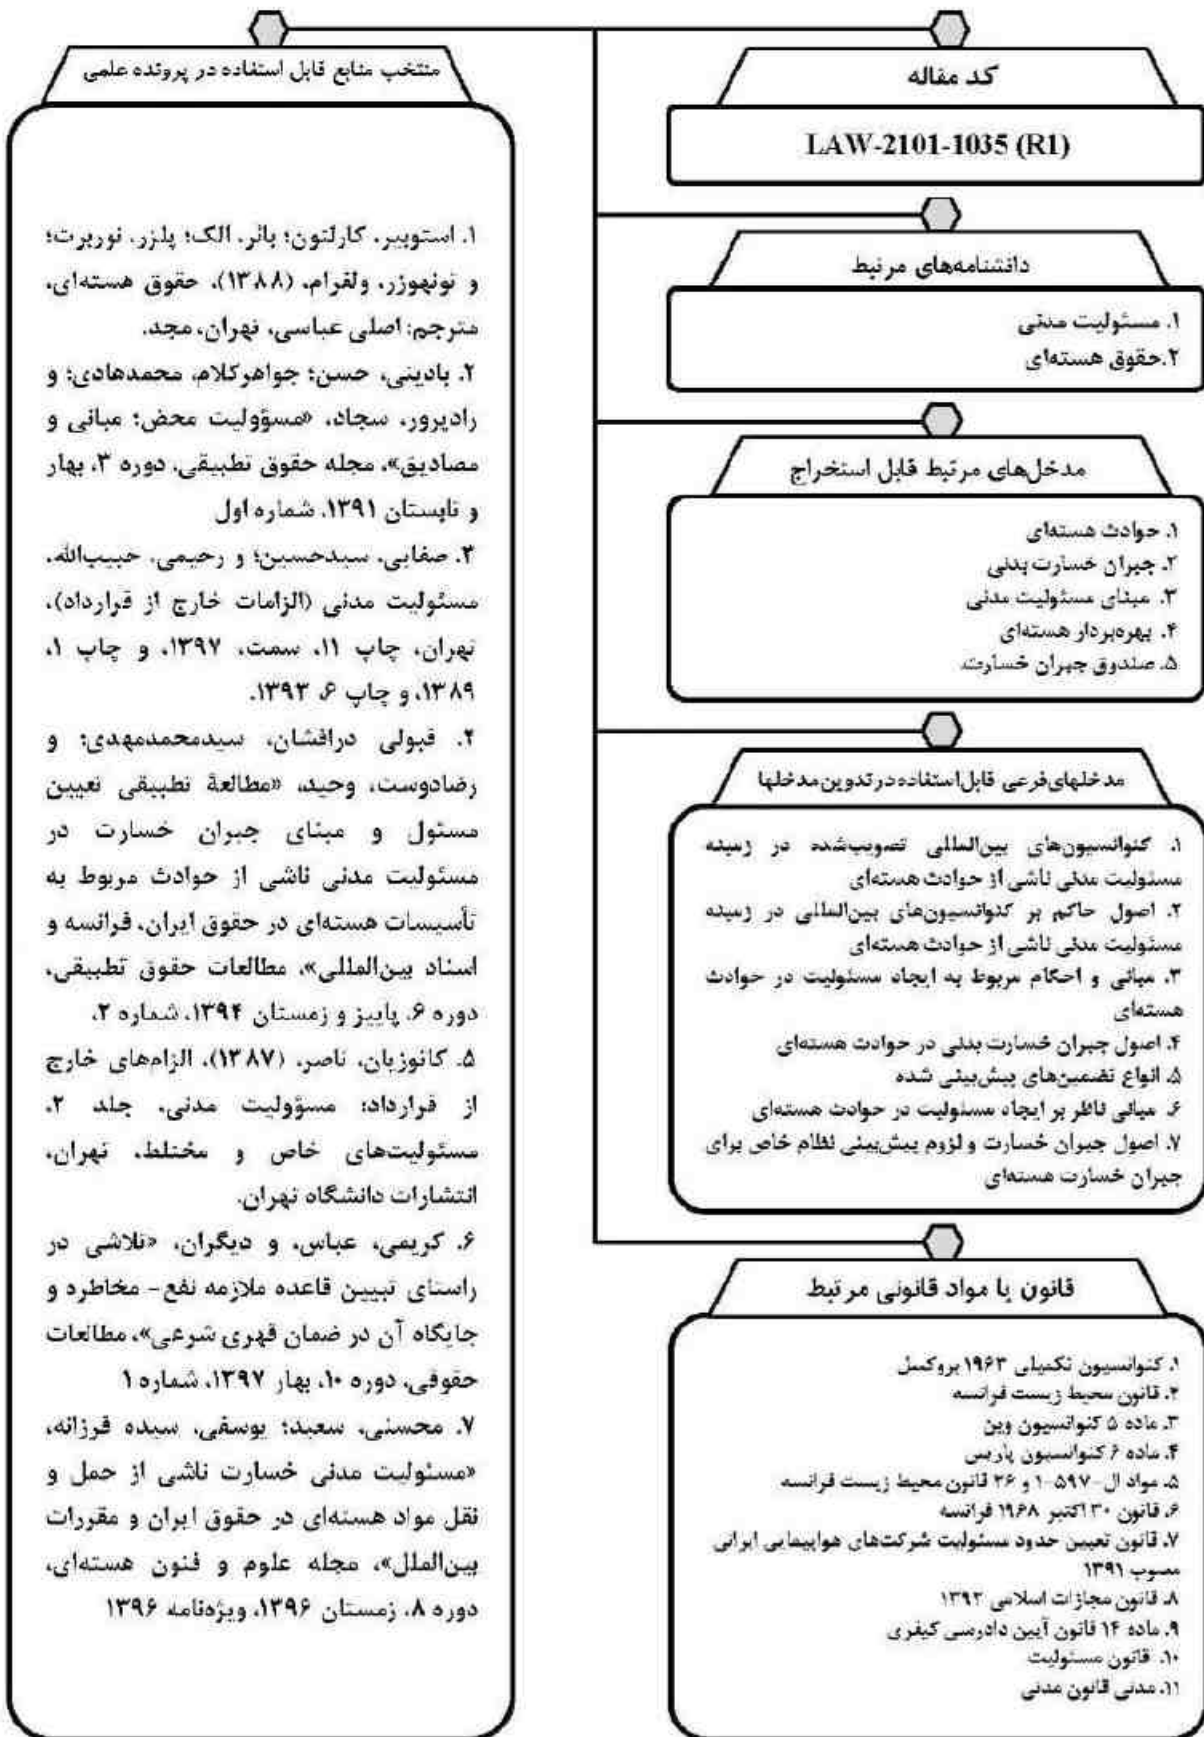 کد مقاله
LAW-2101-1035 (R1)
دانشنامه‌های مرتبط
۱. مسئولیت مدنی
۲.حقوق هسته‌ای
مدخل‌های مرتبط قابل استخراج
۱. حوادث هسته‌ای
۲. جبران خسارت بدنی
۳. مبنای مسئولیت مدنی
۴. بهره‌بردار هسته‌ای
۵. صندوق جبران خسارت
مدخلهای فرعی قابل استفاده در تدوین مدخلها
۱. کنوانسیون‌های بین‌المللی تصویب‌شده در زمینه
مسئولیت مدنی ناشی از حوادث هسته‌ای
۲. اصول حاکم بر کنوانسیون‌های بین‌المللی در زمینه
مسئولیت مدنی ناشی از حوادث هسته‌ای
۳. مبانی و احکام مربوط به ایجاد مسئولیت در حوادث
هسته‌ای
۴. اصول جبران خسارت بدنی در حوادث هسته‌ای
۵. انواع تضمین‌های پیش‌بینی شده
۶. مبانی ناظر بر ایجاد مسئولیت در حوادث هسته‌ای
۷. اصول جبران خسارت و لزوم پیش‌بینی نظام خاص برای
جبران خسارت هسته‌ای
قانون یا مواد قانونی مرتبط
۱. کنوانسیون تکمیلی ۱۹۶۳ بروکسل
۲. قانون محیط زیست فرانسه
۳. ماده ۵ کنوانسیون وین
۴. ماده ۶ کنوانسیون پاریس
۵. مواد ال-۵۹۷-۱ و ۲۶ قانون محیط زیست فرانسه
۶. قانون ۳۰ اکتبر ۱۹۶۸ فرانسه
۷. قانون تعیین حدود مسئولیت شرکت‌های هواپیمایی ایرانی
مصوب ۱۳۹۱
۸. قانون مجازات اسلامی ۱۳۹۲
۹. ماده ۱۴ قانون آیین دادرسی کیفری
۱۰. قانون مسئولیت
۱۱. مدنی قانون مدنی
منتخب منابع قابل استفاده در پرونده علمی
۱. استویبر، کارلتون؛ بائر، الک؛ پلزر، نوربرت؛
و تونهوزر، ولفرام، (۱۳۸۸)، حقوق هسته‌ای،
مترجم: اصلی عباسی، تهران، مجد.
۲. بادینی، حسن؛ جواهرکلام، محمدهادی؛ و
رادپرور، سجاد، «مسؤولیت محض؛ مبانی و
مصادیق»، مجله حقوق تطبیقی، دوره ۳، بهار
و تابستان ۱۳۹۱، شماره اول
۳. صفایی، سیدحسین؛ و رحیمی، حبیب‌الله،
مسئولیت مدنی (الزامات خارج از قرارداد)،
تهران، چاپ ۱۱، سمت، ۱۳۹۷، و چاپ ۱،
۱۳۸۹، و چاپ ۶، ۱۳۹۳.
۴. قبولی درافشان، سیدمحمدمهدی؛ و
رضادوست، وحید، «مطالعهٔ تطبیقی تعیین
مسئول و مبنای جبران خسارت در
مسئولیت مدنی ناشی از حوادث مربوط به
تأسیسات هسته‌ای در حقوق ایران، فرانسه و
اسناد بین‌المللی»، مطالعات حقوق تطبیقی،
دوره ۶، پاییز و زمستان ۱۳۹۴، شماره ۲.
۵. کاتوزیان، ناصر، (۱۳۸۷)، الزام‌های خارج
از قرارداد؛ مسؤولیت مدنی، جلد ۲،
مسئولیت‌های خاص و مختلط، تهران،
انتشارات دانشگاه تهران.
۶. کریمی، عباس، و دیگران، «تلاشی در
راستای تبیین قاعده ملازمه نفع- مخاطره و
جایگاه آن در ضمان قهری شرعی»، مطالعات
حقوقی، دوره ۱۰، بهار ۱۳۹۷، شماره ۱
۷. محسنی، سعید؛ یوسفی، سیده فرزانه،
«مسئولیت مدنی خسارت ناشی از حمل و
نقل مواد هسته‌ای در حقوق ایران و مقررات
بین‌الملل»، مجله علوم و فنون هسته‌ای،
دوره ۸، زمستان ۱۳۹۶، ویژه‌نامه ۱۳۹۶